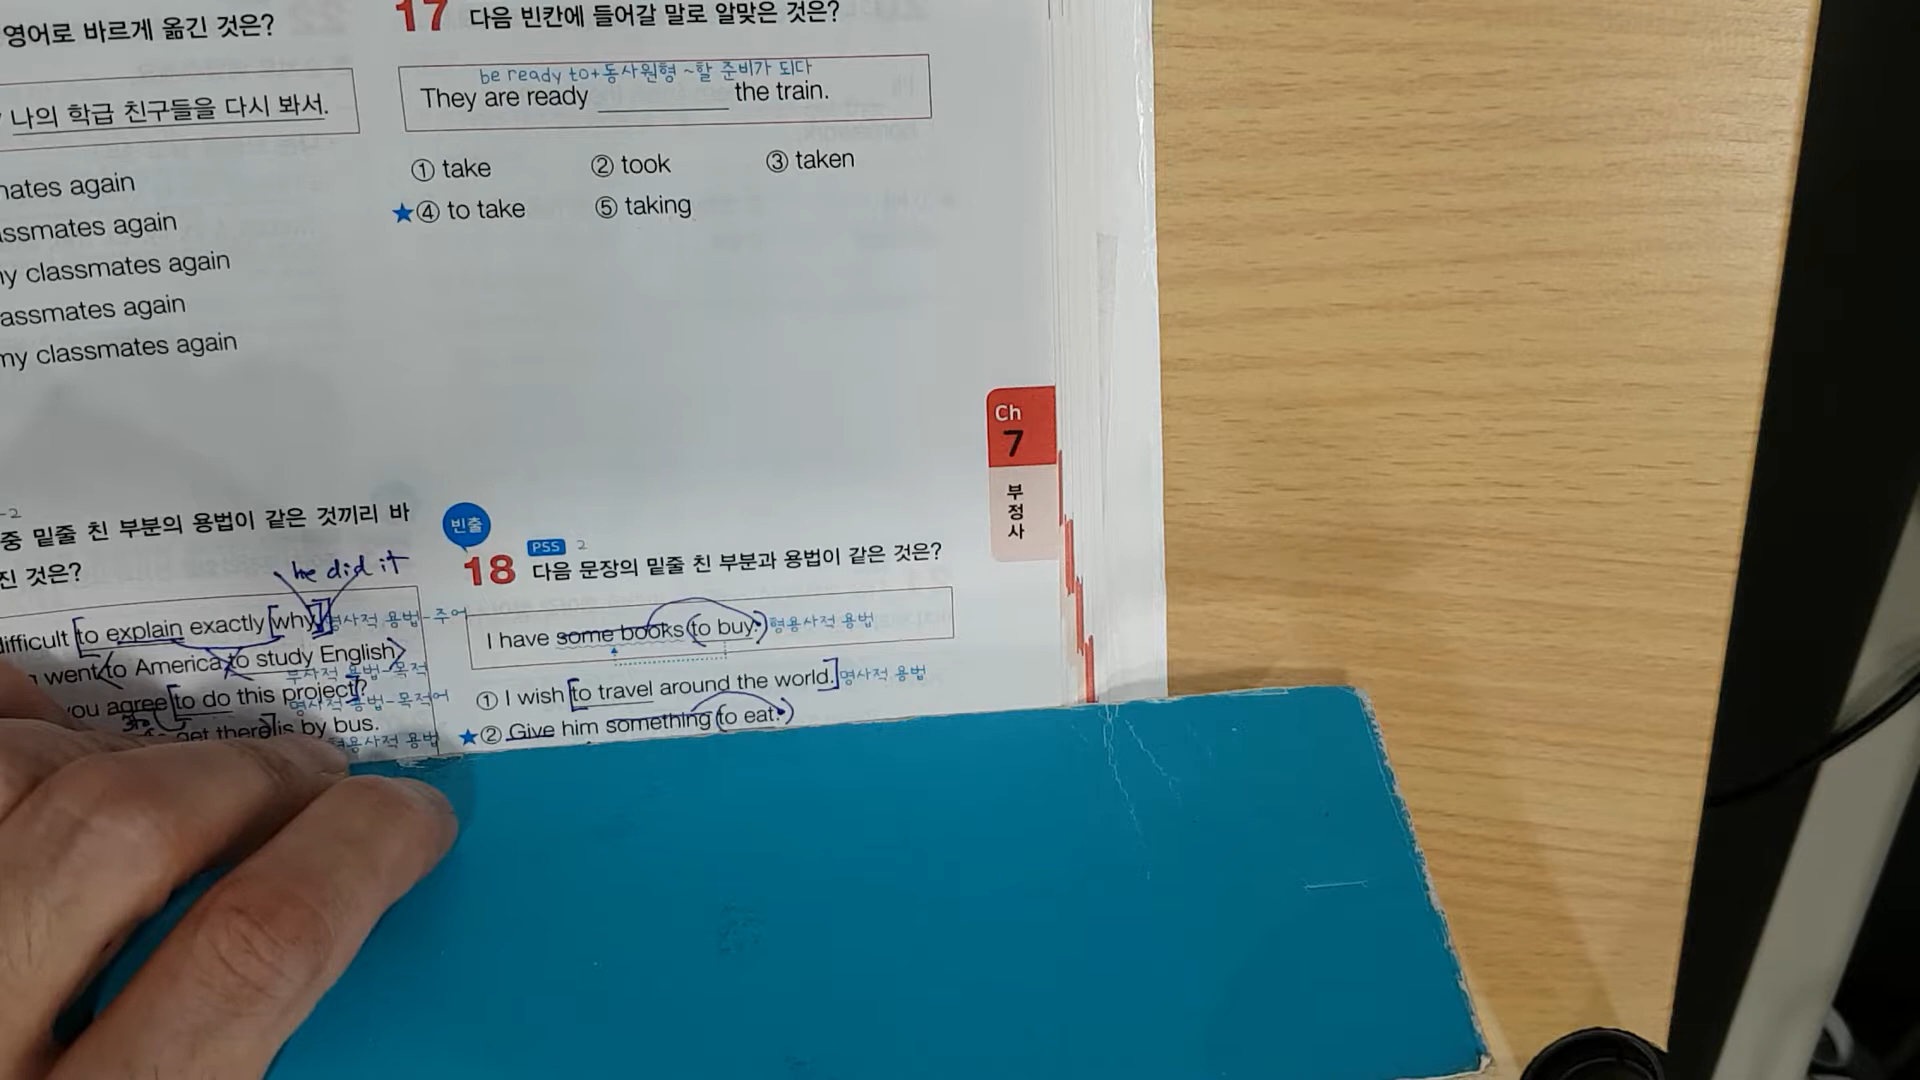 영어로 바르게 옮긴 것은?
나의 학급 친구들을 다시 봐서.
mates again
assmates again
my classmates again
assmates again
my classmates again
-2
중 밑줄 친 부분의 용법이 같은 것끼리 바
진 것은?
he did it
difficult to explain exactly why. 명사적 용법-주어
went to America to study English.
부사적 용법-목적
you agree to do this project?
명사적 용법-목적어
get there is by bus.
형용사적 용법
17 다음 빈칸에 들어갈 말로 알맞은 것은?
be ready to+동사원형 ~할 준비가 되다
They are ready ________ the train.
① take ② took ③ taken
★④ to take ⑤ taking
Ch
7
부정사
빈출
PSS 2
18 다음 문장의 밑줄 친 부분과 용법이 같은 것은?
I have some books to buy. 형용사적 용법
① I wish to travel around the world. 명사적 용법
★② Give him something to eat.